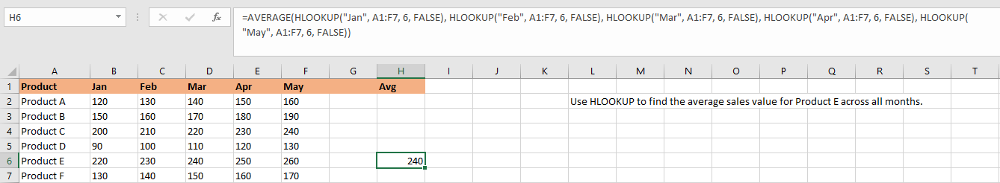 H6 fx =AVERAGE(HLOOKUP("Jan", A1:F7, 6, FALSE), HLOOKUP("Feb", A1:F7, 6, FALSE), HLOOKUP("Mar", A1:F7, 6, FALSE), HLOOKUP("Apr", A1:F7, 6, FALSE), HLOOKUP(
"May", A1:F7, 6, FALSE))
A B C D E F G H I J K L M N O P Q R S T
1 Product Jan Feb Mar Apr May Avg
2 Product A 120 130 140 150 160 Use HLOOKUP to find the average sales value for Product E across all months.
3 Product B 150 160 170 180 190
4 Product C 200 210 220 230 240
5 Product D 90 100 110 120 130
6 Product E 220 230 240 250 260 240
7 Product F 130 140 150 160 170